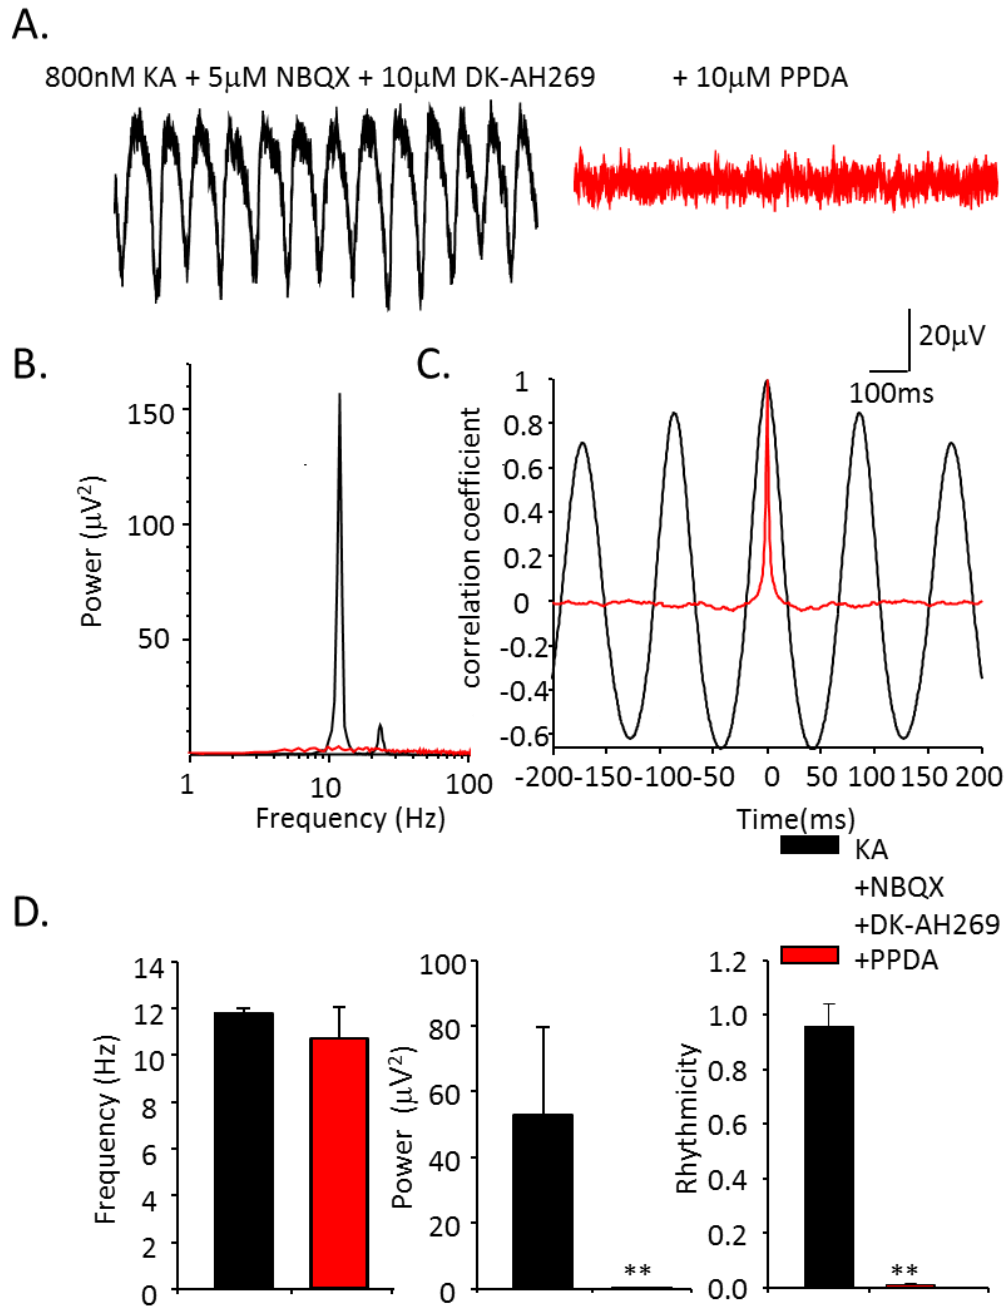 A.
800nM KA + 5μM NBQX + 10μM DK-AH269
+ 10μM PPDA
20μV
100ms
B.
Power (μV²)
150
100
50
1
10
100
Frequency (Hz)
C.
correlation coefficient
1
0.8
0.6
0.4
0.2
0
-0.2
-0.4
-0.6
-200 -150 -100 -50 0 50 100 150 200
Time(ms)
KA
+NBQX
+DK-AH269
+PPDA
D.
Frequency (Hz)
14
12
10
8
6
4
2
0
Power (μV²)
100
80
60
40
20
0
**
Rhythmicity
1.2
1.0
0.8
0.6
0.4
0.2
0.0
**